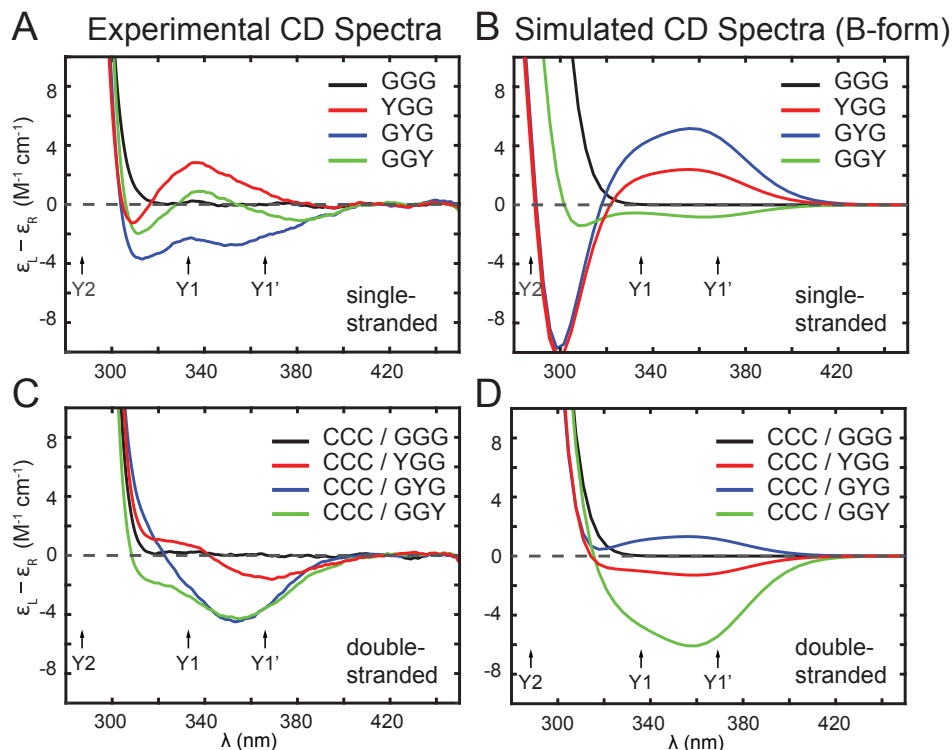 A Experimental CD Spectra
B Simulated CD Spectra (B-form)
εL − εR (M⁻¹ cm⁻¹)
8
4
0
-4
-8
GGG
YGG
GYG
GGY
Y2
Y1
Y1'
single-
stranded
300 340 380 420
8
4
0
-4
-8
GGG
YGG
GYG
GGY
Y2
Y1
Y1'
single-
stranded
300 340 380 420
C
εL − εR (M⁻¹ cm⁻¹)
8
4
0
-4
-8
CCC / GGG
CCC / YGG
CCC / GYG
CCC / GGY
Y2
Y1
Y1'
double-
stranded
300 340 380 420
λ (nm)
D
8
4
0
-4
-8
CCC / GGG
CCC / YGG
CCC / GYG
CCC / GGY
Y2
Y1
Y1'
double-
stranded
300 340 380 420
λ (nm)